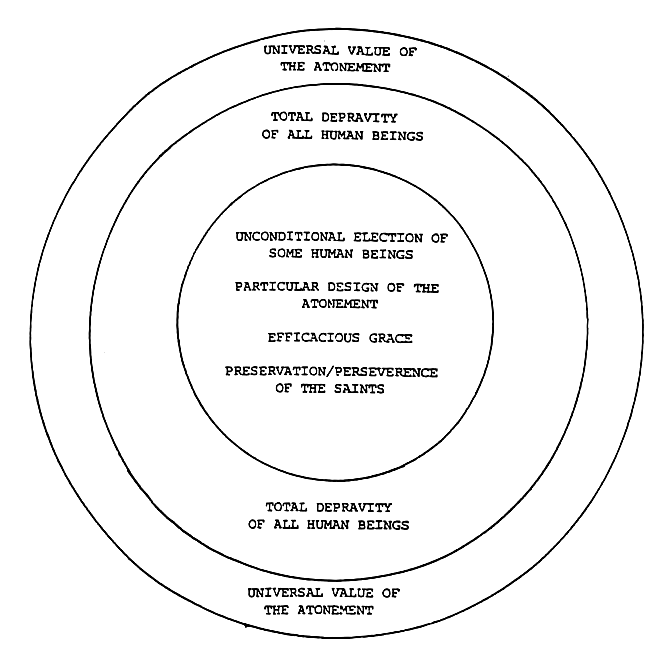 UNIVERSAL VALUE OF
THE ATONEMENT
TOTAL DEPRAVITY
OF ALL HUMAN BEINGS
UNCONDITIONAL ELECTION OF
SOME HUMAN BEINGS
PARTICULAR DESIGN OF THE
ATONEMENT
EFFICACIOUS GRACE
PRESERVATION/PERSEVERENCE
OF THE SAINTS
TOTAL DEPRAVITY
OF ALL HUMAN BEINGS
UNIVERSAL VALUE OF
THE ATONEMENT